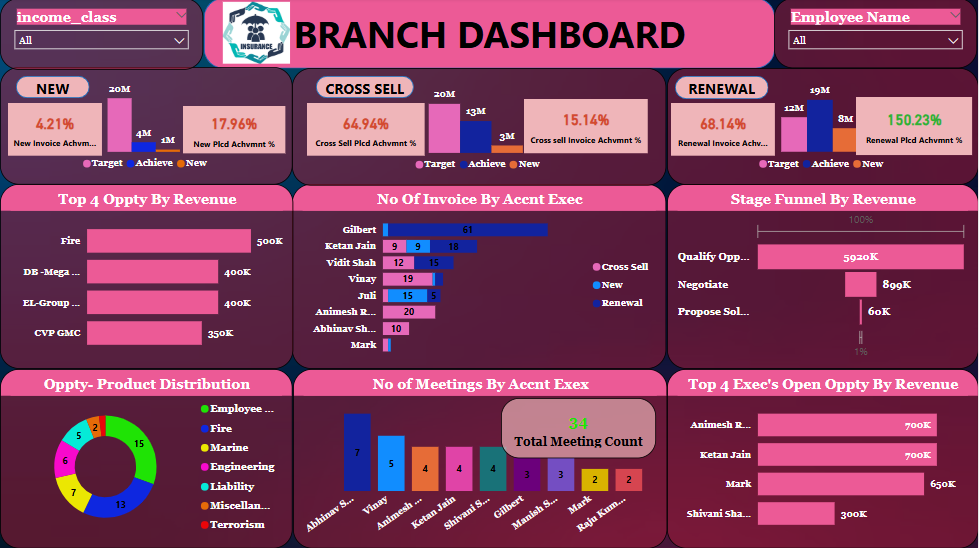 income_class
All
INSURANCE
BRANCH DASHBOARD
Employee Name
All
NEW
4.21%
New Invoice Achvm...
20M
4M
1M
17.96%
New Plcd Achvmnt %
Target Achieve New
CROSS SELL
64.94%
Cross Sell Plcd Achvmnt %
20M
13M
3M
15.14%
Cross sell Invoice Achvmnt %
Target Achieve New
RENEWAL
68.14%
Renewal Invoice Achv...
12M
19M
8M
150.23%
Renewal Plcd Achvmnt %
Target Achieve New
Top 4 Oppty By Revenue
Fire 500K
DB -Mega ... 400K
EL-Group ... 400K
CVP GMC 350K
No Of Invoice By Accnt Exec
Gilbert 61
Ketan Jain 9 9 18
Vidit Shah 12 15
Vinay 19
Juli 15 5
Animesh R... 20
Abhinav Sh... 10
Mark
Cross Sell
New
Renewal
Stage Funnel By Revenue
100%
Qualify Opp... 5920K
Negotiate 899K
Propose Sol... 60K
1%
Oppty- Product Distribution
15
13
7
6
5
2
Employee ...
Fire
Marine
Engineering
Liability
Miscellan...
Terrorism
No of Meetings By Accnt Exex
34
Total Meeting Count
7 5 4 4 4 3 3 2 2
Abhinav S... Vinay Animesh ... Ketan Jain Shivani S... Gilbert Manish S... Mark Raju Kum...
Top 4 Exec's Open Oppty By Revenue
Animesh R... 700K
Ketan Jain 700K
Mark 650K
Shivani Sha... 300K